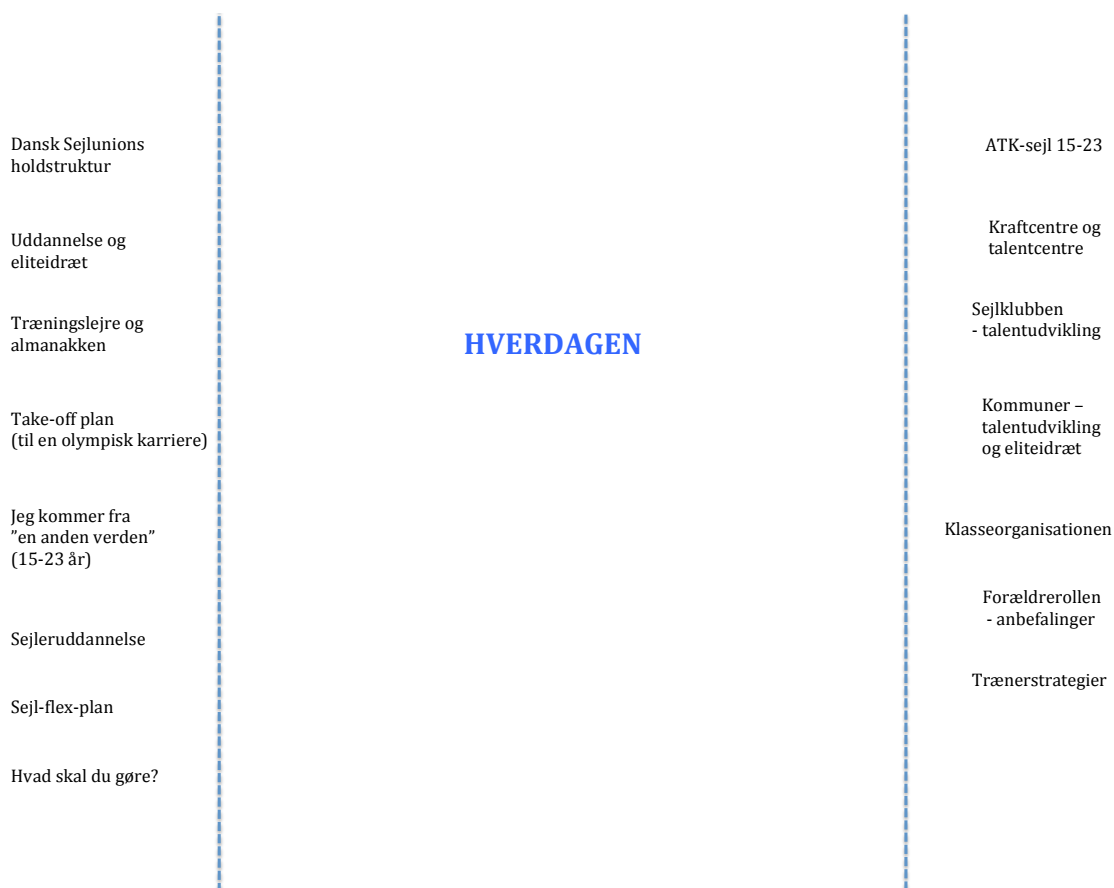 Dansk Sejlunions
holdstruktur
Uddannelse og
eliteidræt
Træningslejre og
almanakken
Take-off plan
(til en olympisk karriere)
Jeg kommer fra
”en anden verden”
(15-23 år)
Sejleruddannelse
Sejl-flex-plan
Hvad skal du gøre?
HVERDAGEN
ATK-sejl 15-23
Kraftcentre og
talentcentre
Sejlklubben
- talentudvikling
Kommuner –
talentudvikling
og eliteidræt
Klasseorganisationen
Forældrerollen
- anbefalinger
Trænerstrategier